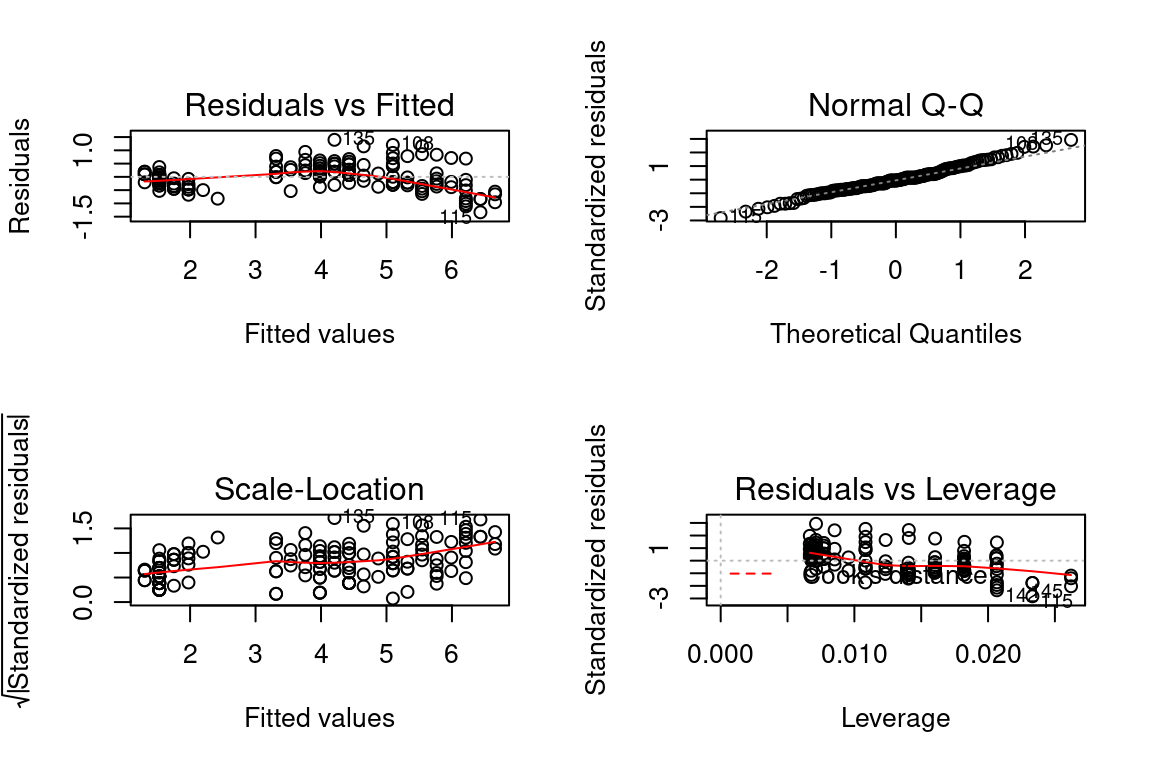 Residuals vs Fitted
Residuals
1.0
-1.5
135
108
115
2 3 4 5 6
Fitted values
Normal Q-Q
Standardized residuals
1
-3
135
115
-2 -1 0 1 2
Theoretical Quantiles
Scale-Location
√|Standardized residuals|
1.5
0.0
135
108
115
2 3 4 5 6
Fitted values
Residuals vs Leverage
Standardized residuals
1
-3
distance
115
0.000 0.010 0.020
Leverage